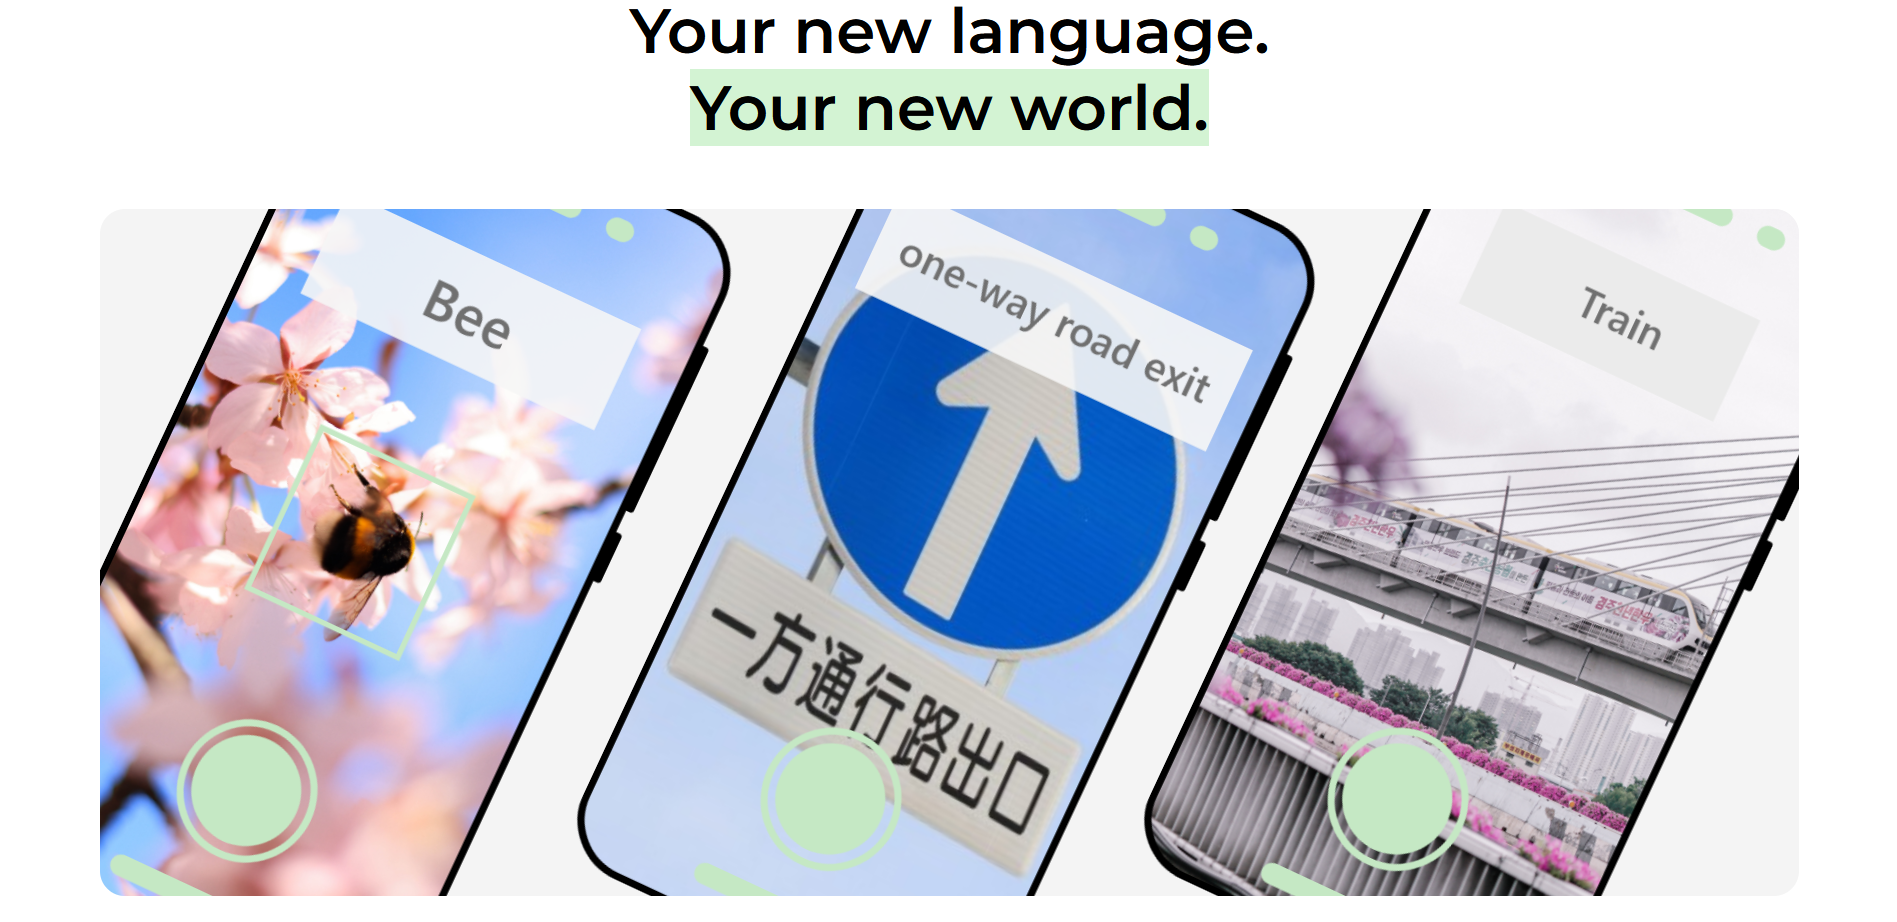 Your new language.
Your new world.
Bee
one-way road exit
一方通行路出口
Train